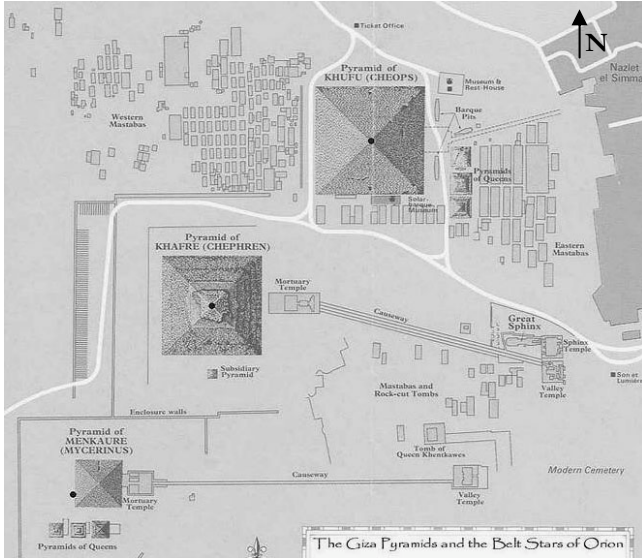 Ticket Office
N
Pyramid of
KHUFU (CHEOPS)
Museum &
Rest-House
Nazlet
el Simma
Western
Mastabas
Barque
Pits
Pyramids
of Queens
Solar-
barque
Museum
Eastern
Mastabas
Pyramid of
KHAFRE (CHEPHREN)
Mortuary
Temple
Causeway
Great
Sphinx
Sphinx
Temple
Valley
Temple
Son et
Lumière
Subsidiary
Pyramid
Mastabas and
Rock-cut Tombs
Enclosure walls
Pyramid of
MENKAURE
(MYCERINUS)
Tomb of
Queen Khentkawes
Mortuary
Temple
Causeway
Valley
Temple
Modern Cemetery
Pyramids of Queens
The Giza Pyramids and the Belt Stars of Orion